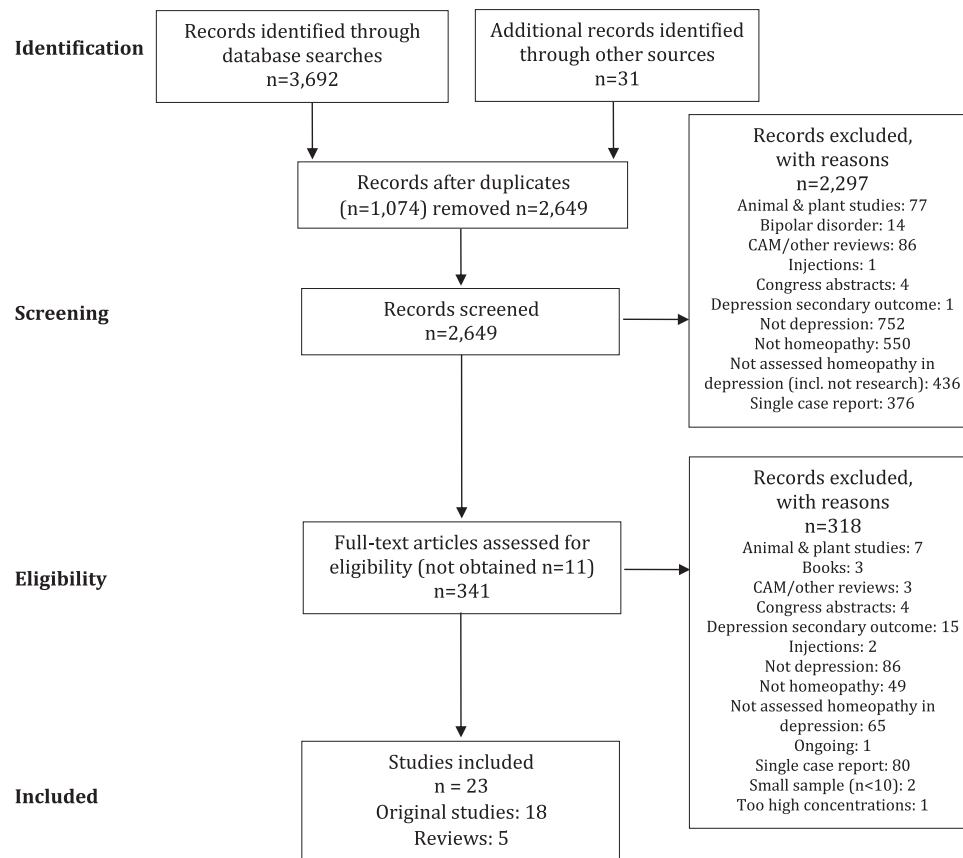 Identification
Records identified through
database searches
n=3,692
Additional records identified
through other sources
n=31
Records after duplicates
(n=1,074) removed n=2,649
Records excluded,
with reasons
n=2,297
Animal & plant studies: 77
Bipolar disorder: 14
CAM/other reviews: 86
Injections: 1
Congress abstracts: 4
Depression secondary outcome: 1
Not depression: 752
Not homeopathy: 550
Not assessed homeopathy in
depression (incl. not research): 436
Single case report: 376
Screening
Records screened
n=2,649
Eligibility
Full-text articles assessed for
eligibility (not obtained n=11)
n=341
Records excluded,
with reasons
n=318
Animal & plant studies: 7
Books: 3
CAM/other reviews: 3
Congress abstracts: 4
Depression secondary outcome: 15
Injections: 2
Not depression: 86
Not homeopathy: 49
Not assessed homeopathy in
depression: 65
Ongoing: 1
Single case report: 80
Small sample (n<10): 2
Too high concentrations: 1
Included
Studies included
n = 23
Original studies: 18
Reviews: 5